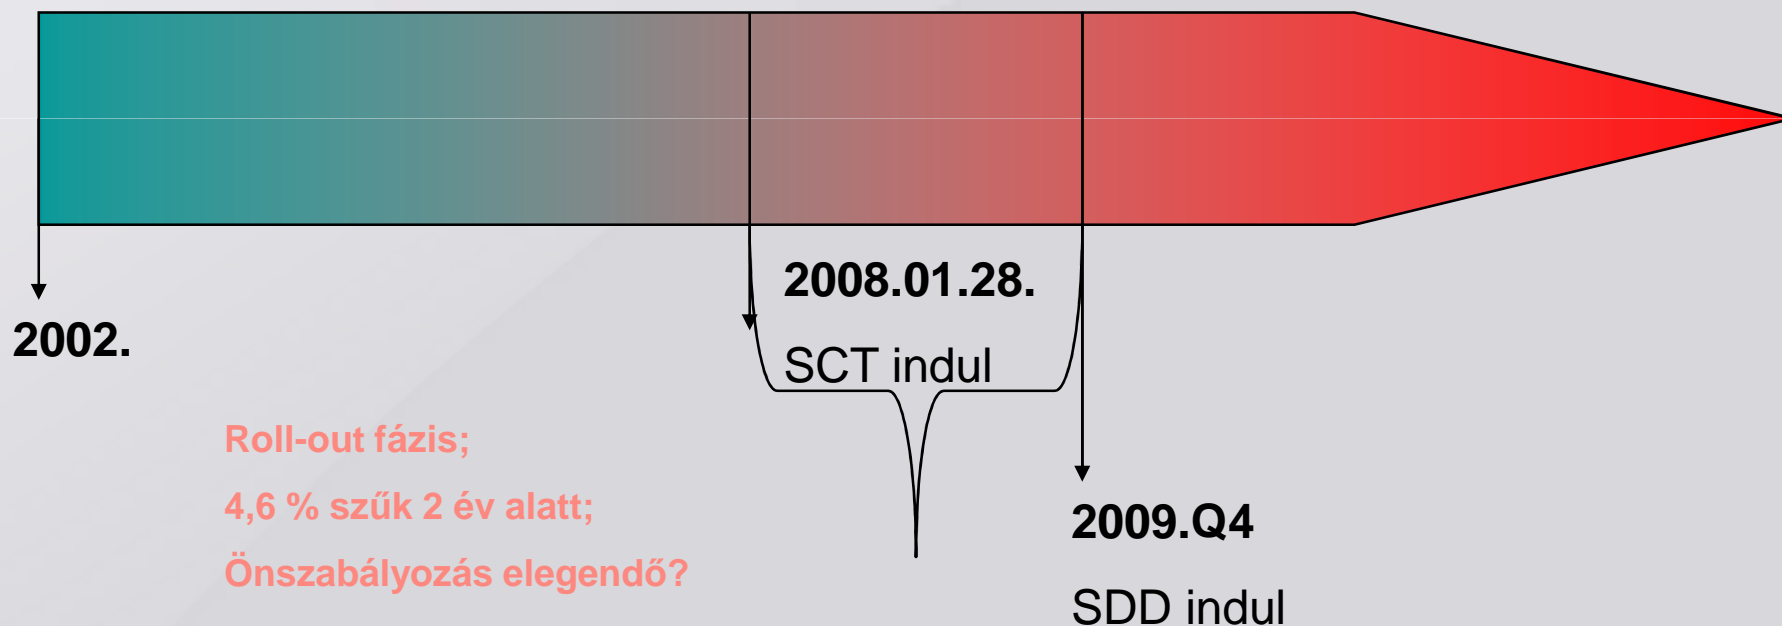 2002.
2008.01.28.
SCT indul
Roll-out fázis;
4,6 % szűk 2 év alatt;
Önszabályozás elegendő?
2009.Q4
SDD indul